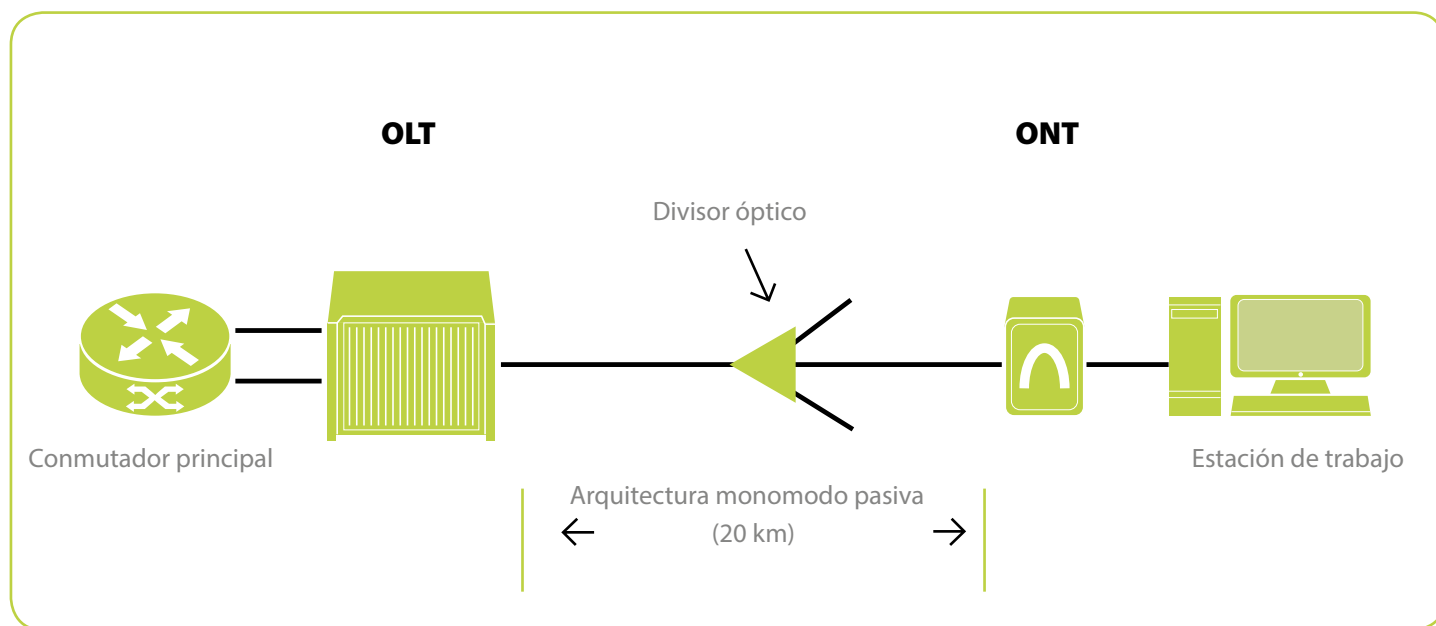 OLT
ONT
Divisor óptico
Conmutador principal
Estación de trabajo
Arquitectura monomodo pasiva
(20 km)